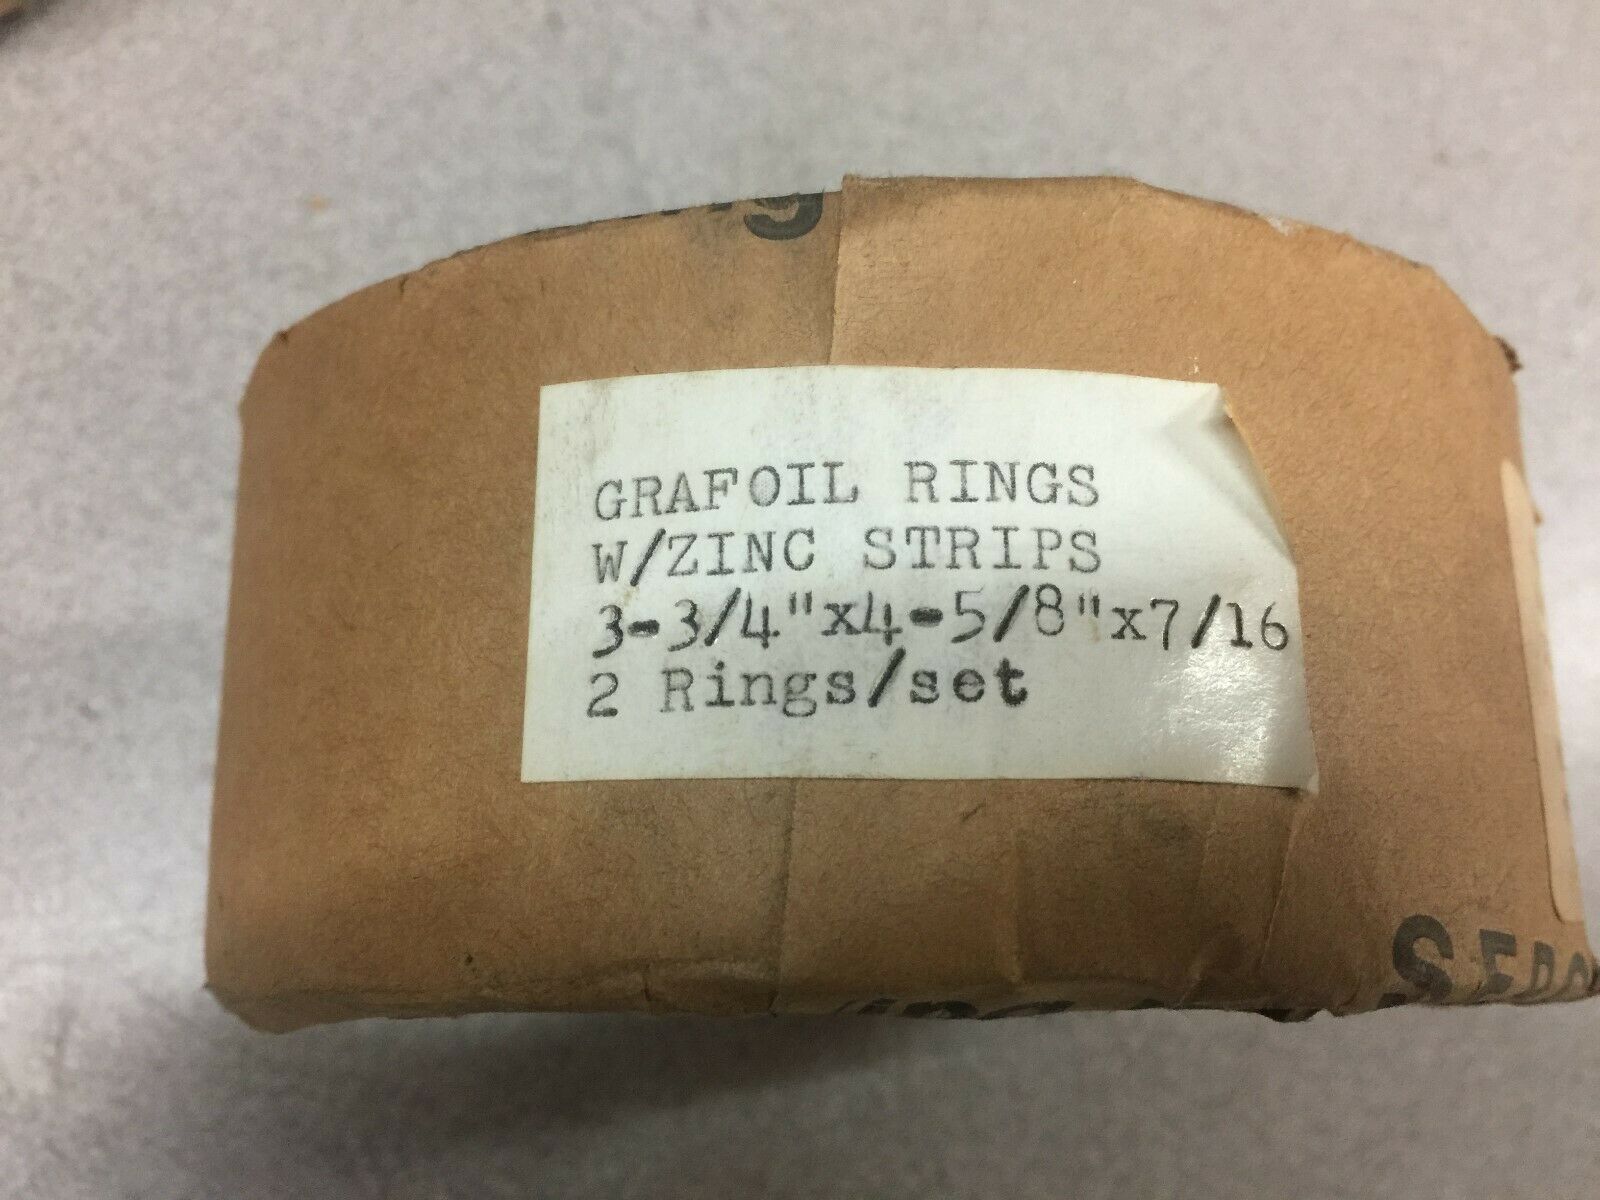 GRAFOIL RINGS
W/ZINC STRIPS
3-3/4"x4-5/8"x7/16
2 Rings/set